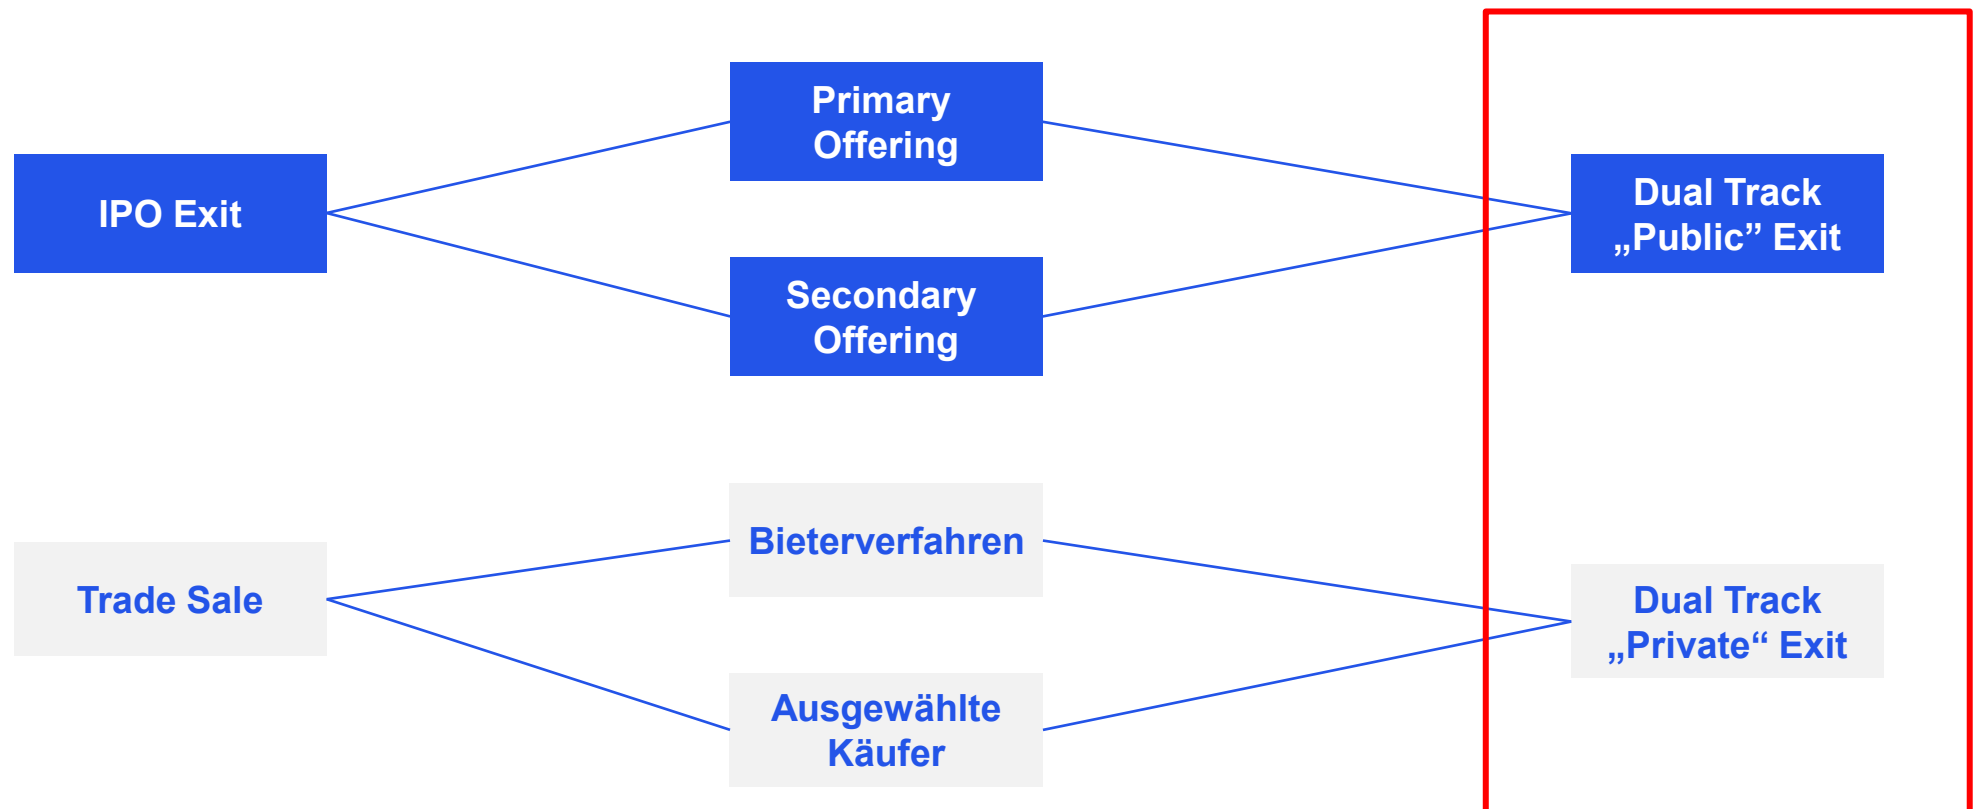 IPO Exit
Primary
Offering
Secondary
Offering
Dual Track
„Public” Exit
Trade Sale
Bieterverfahren
Ausgewählte
Käufer
Dual Track
„Private“ Exit